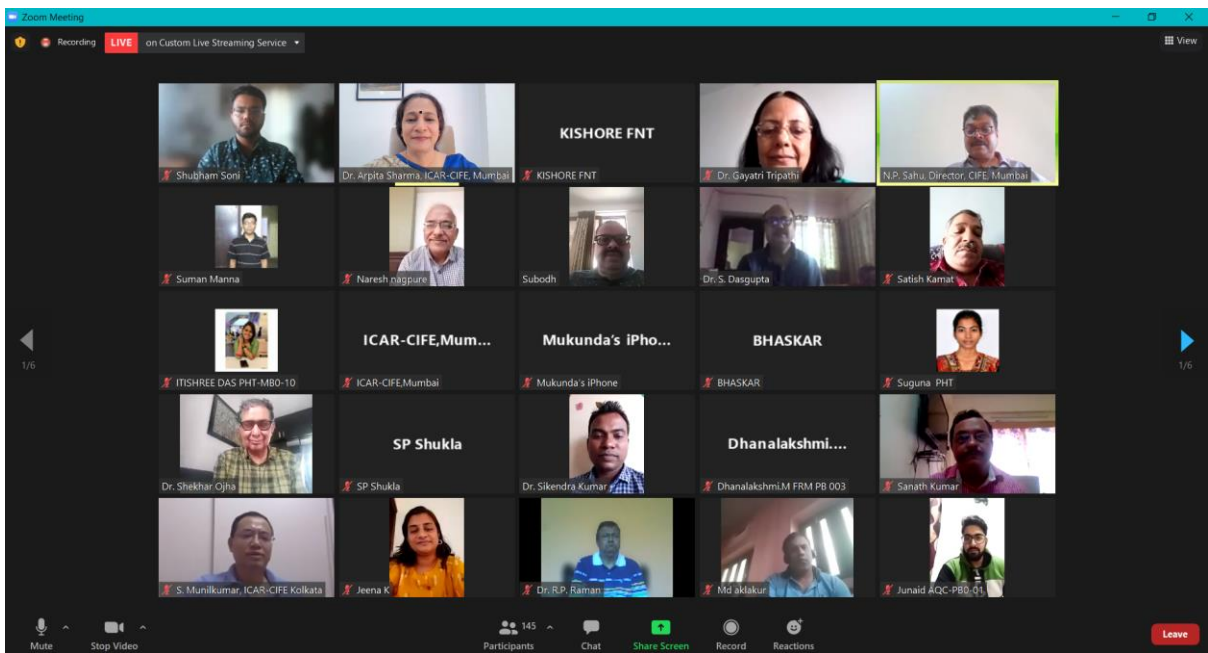 Zoom Meeting
Recording LIVE on Custom Live Streaming Service
View
KISHORE FNT
Shubham Soni
Dr. Arpita Sharma, ICAR-CIFE, Mumbai
KISHORE FNT
Dr. Gayatri Tripathi
N.P. Sahu, Director, CIFE, Mumbai
Suman Manna
Naresh nagpure
Subodh
Dr. S. Dasgupta
Satish Kamat
ICAR-CIFE,Mum...
Mukunda's iPho...
BHASKAR
1/6
1/6
ITISHREE DAS PHT-MB0-10
ICAR-CIFE,Mumbai
Mukunda's iPhone
BHASKAR
Suguna PHT
SP Shukla
Dhanalakshmi....
Dr. Shekhar Ojha
SP Shukla
Dr. Sikendra Kumar
Dhanalakshmi.M FRM PB 003
Sanath Kumar
S. Munilkumar, ICAR-CIFE Kolkata
Jeena K
Dr. R.P. Raman
Md aklakur
Junaid AQC-PB0-01
145
Mute
Stop Video
Participants
Chat
Share Screen
Record
Reactions
Leave